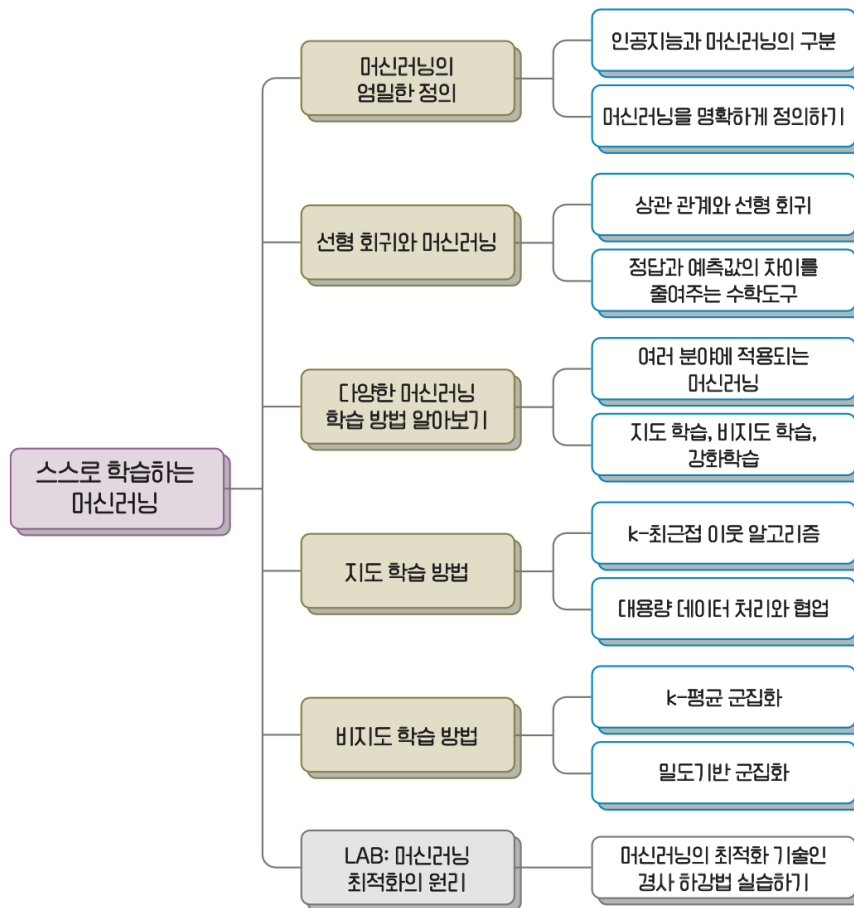 스스로 학습하는
머신러닝
머신러닝의
엄밀한 정의
인공지능과 머신러닝의 구분
머신러닝을 명확하게 정의하기
선형 회귀와 머신러닝
상관 관계와 선형 회귀
정답과 예측값의 차이를
줄여주는 수학도구
다양한 머신러닝
학습 방법 알아보기
여러 분야에 적용되는
머신러닝
지도 학습, 비지도 학습,
강화학습
지도 학습 방법
k-최근접 이웃 알고리즘
대용량 데이터 처리와 협업
비지도 학습 방법
k-평균 군집화
밀도기반 군집화
LAB: 머신러닝
최적화의 원리
머신러닝의 최적화 기술인
경사 하강법 실습하기